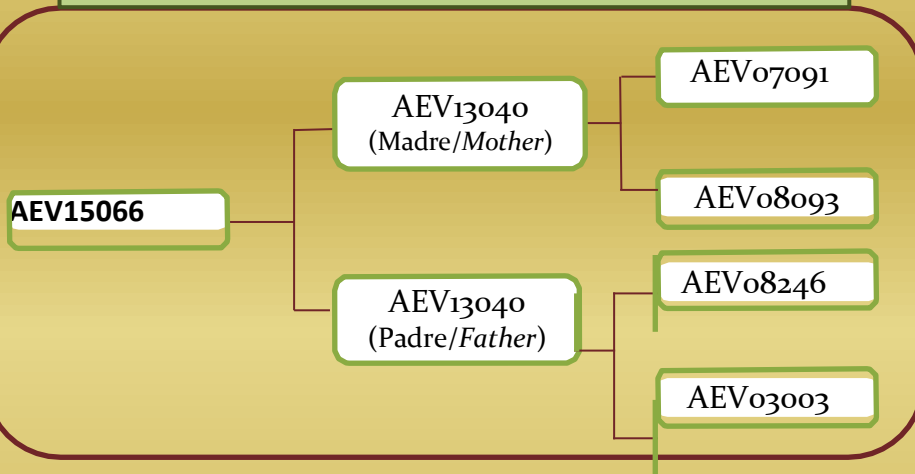 AEV07091
AEV13040
(Madre/Mother)
AEV08093
AEV15066
AEV08246
AEV13040
(Padre/Father)
AEV03003